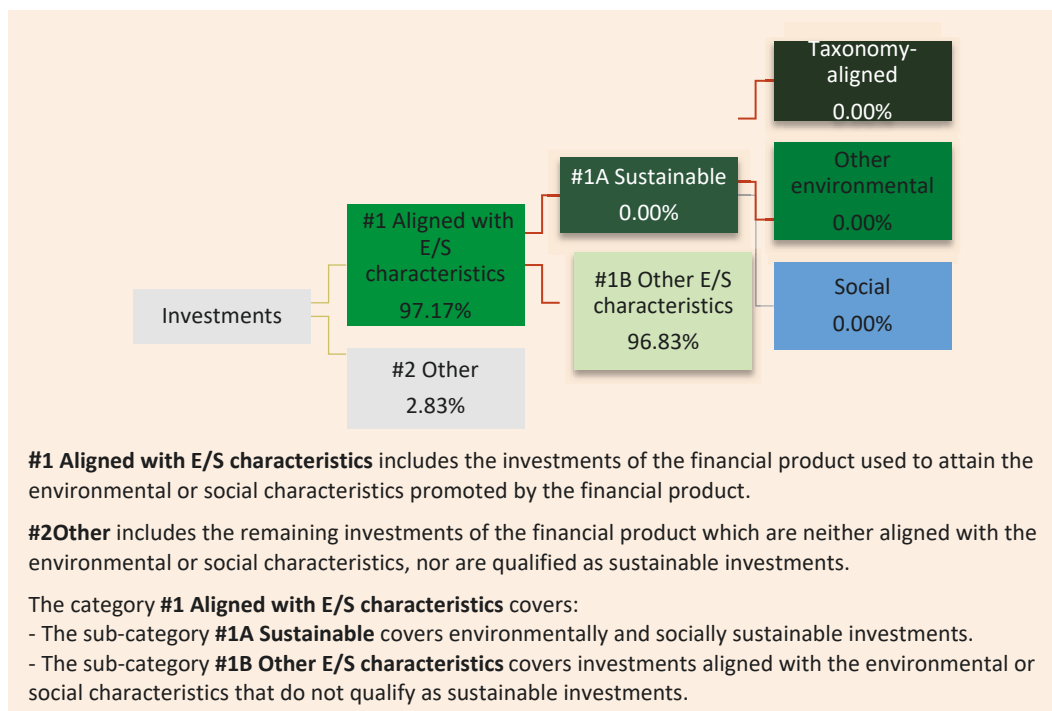 Taxonomy-
aligned
0.00%
#1A Sustainable
0.00%
Other
environmental
0.00%
#1 Aligned with
E/S
characteristics
97.17%
#1B Other E/S
characteristics
96.83%
Social
0.00%
Investments
#2 Other
2.83%
#1 Aligned with E/S characteristics includes the investments of the financial product used to attain the
environmental or social characteristics promoted by the financial product.
#2Other includes the remaining investments of the financial product which are neither aligned with the
environmental or social characteristics, nor are qualified as sustainable investments.
The category #1 Aligned with E/S characteristics covers:
- The sub-category #1A Sustainable covers environmentally and socially sustainable investments.
- The sub-category #1B Other E/S characteristics covers investments aligned with the environmental or
social characteristics that do not qualify as sustainable investments.